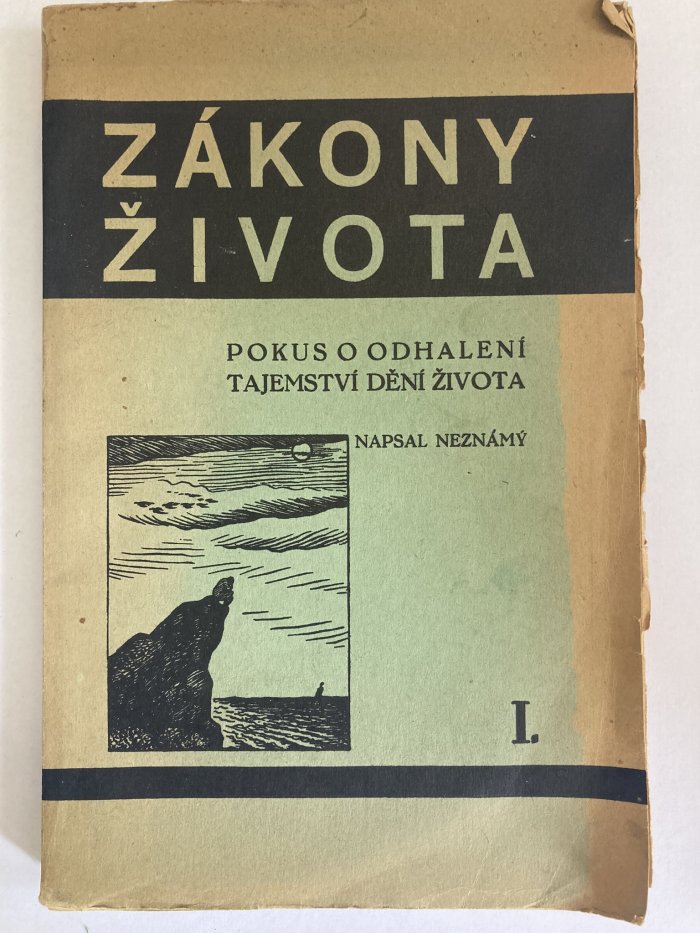 ZÁKONY
ŽIVOTA
POKUS O ODHALENÍ
TAJEMSTVÍ DĚNÍ ŽIVOTA
NAPSAL NEZNÁMÝ
I.